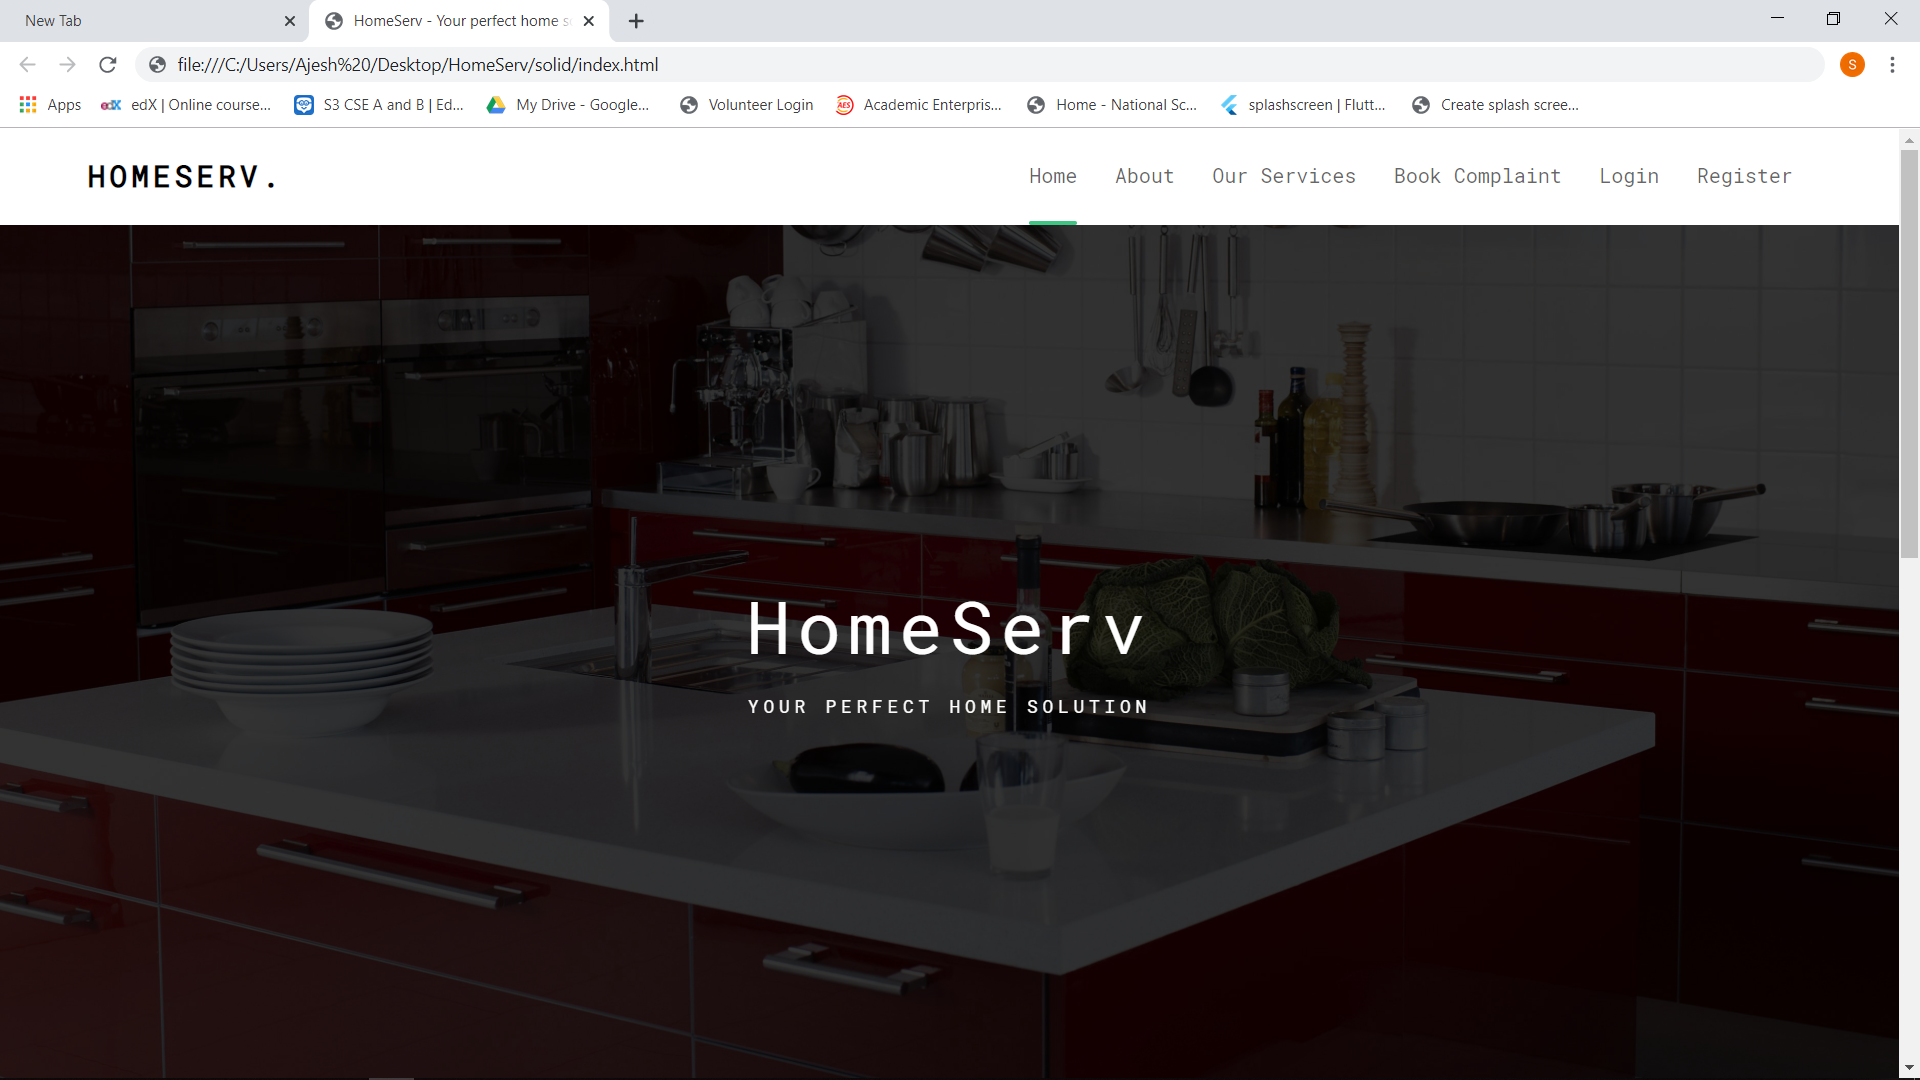 New Tab
HomeServ - Your perfect home s
file:///C:/Users/Ajesh%20/Desktop/HomeServ/solid/index.html
S
Apps
edX | Online course...
S3 CSE A and B | Ed...
My Drive - Google...
Volunteer Login
AES
Academic Enterpris...
Home - National Sc...
splashscreen | Flutt...
Create splash scree...
HOMESERV.
Home
About
Our Services
Book Complaint
Login
Register
HomeServ
YOUR PERFECT HOME SOLUTION